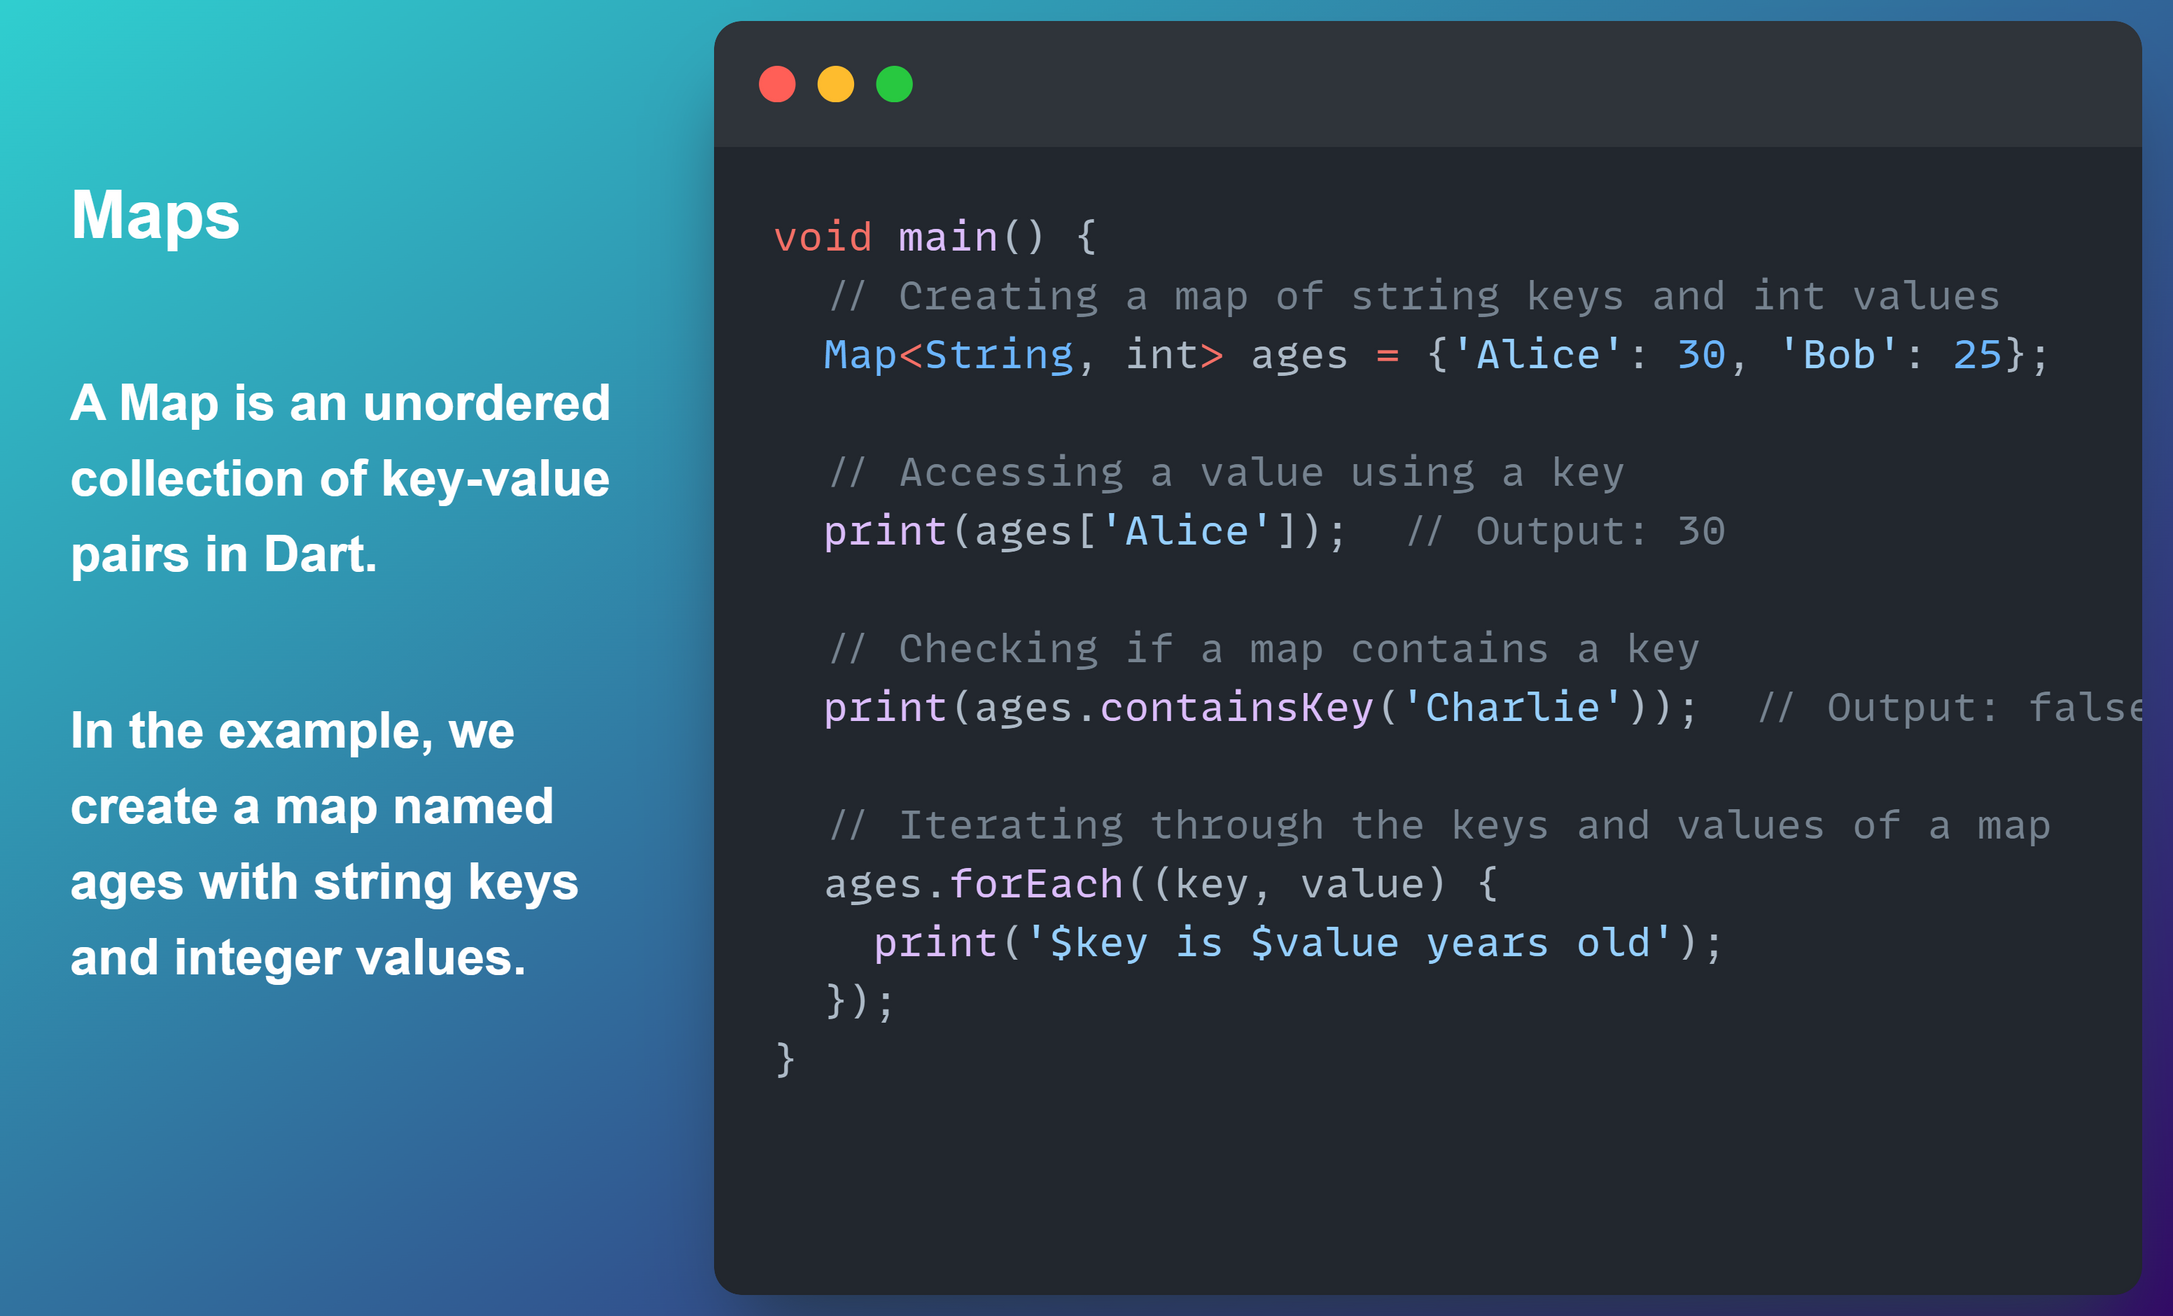 Maps
A Map is an unordered
collection of key-value
pairs in Dart.
In the example, we
create a map named
ages with string keys
and integer values.
void main() {
  // Creating a map of string keys and int values
  Map<String, int> ages = {'Alice': 30, 'Bob': 25};
  // Accessing a value using a key
  print(ages['Alice']);  // Output: 30
  // Checking if a map contains a key
  print(ages.containsKey('Charlie'));  // Output: false
  // Iterating through the keys and values of a map
  ages.forEach((key, value) {
    print('$key is $value years old');
  });
}